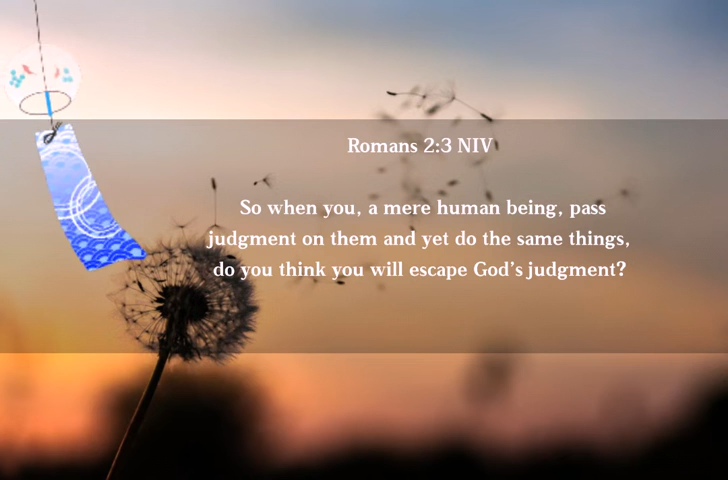 Romans 2:3 NIV
So when you, a mere human being, pass
judgment on them and yet do the same things,
do you think you will escape God's judgment?